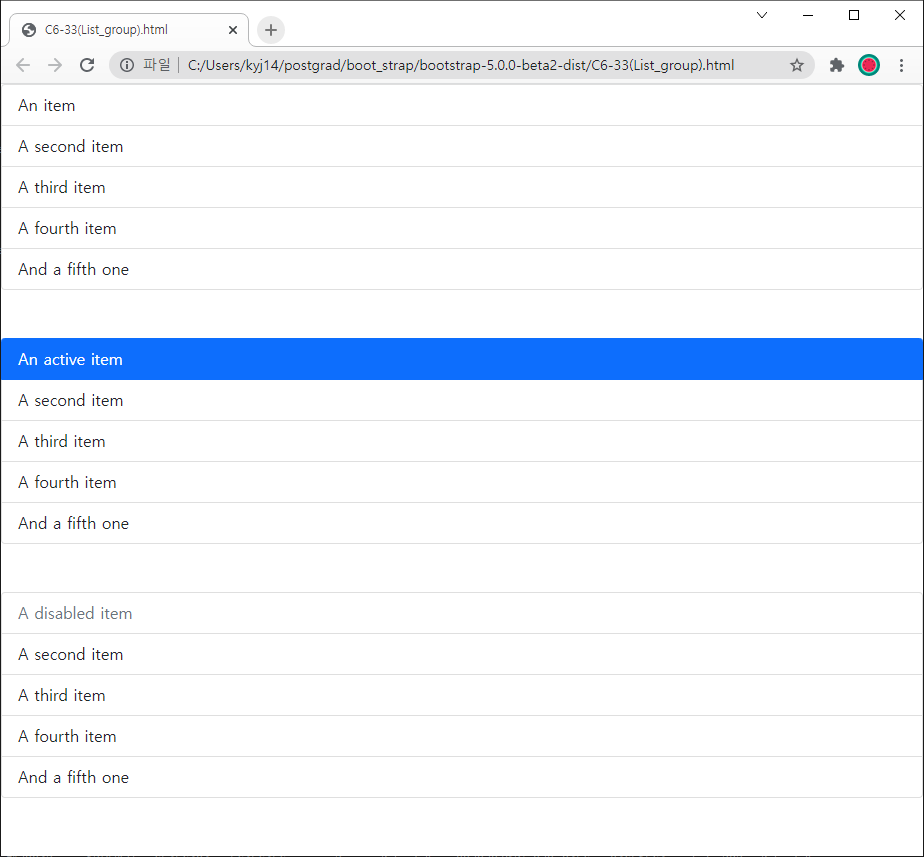 C6-33(List_group).html
파일 C:/Users/kyj14/postgrad/boot_strap/bootstrap-5.0.0-beta2-dist/C6-33(List_group).html
An item
A second item
A third item
A fourth item
And a fifth one
An active item
A second item
A third item
A fourth item
And a fifth one
A disabled item
A second item
A third item
A fourth item
And a fifth one